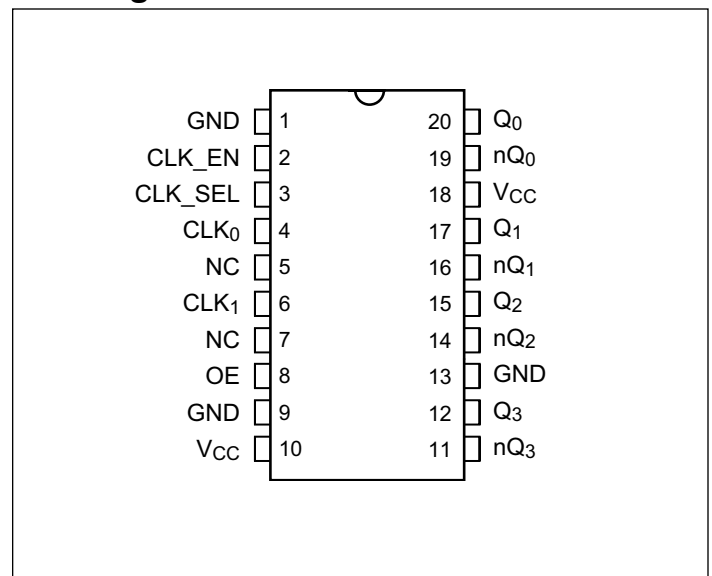 GND 1 20 Q0
CLK_EN 2 19 nQ0
CLK_SEL 3 18 VCC
CLK0 4 17 Q1
NC 5 16 nQ1
CLK1 6 15 Q2
NC 7 14 nQ2
OE 8 13 GND
GND 9 12 Q3
VCC 10 11 nQ3